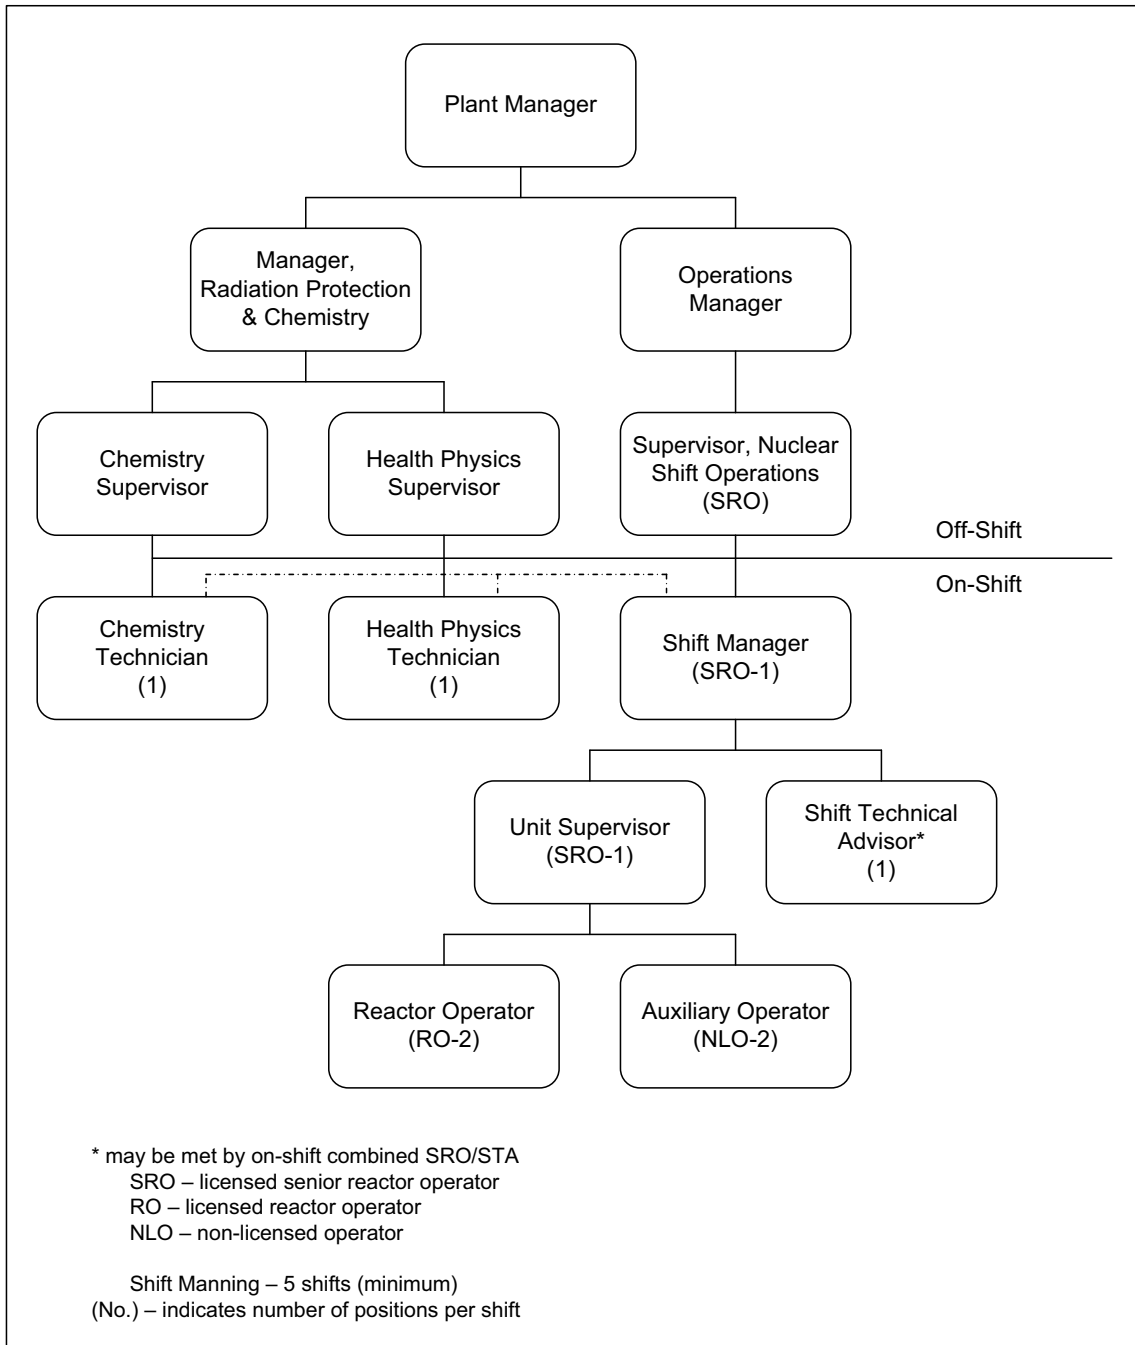 Plant Manager
Manager,
Radiation Protection
& Chemistry
Operations
Manager
Chemistry
Supervisor
Health Physics
Supervisor
Supervisor, Nuclear
Shift Operations
(SRO)
Off-Shift
On-Shift
Chemistry
Technician
(1)
Health Physics
Technician
(1)
Shift Manager
(SRO-1)
Unit Supervisor
(SRO-1)
Shift Technical
Advisor*
(1)
Reactor Operator
(RO-2)
Auxiliary Operator
(NLO-2)
* may be met by on-shift combined SRO/STA
SRO – licensed senior reactor operator
RO – licensed reactor operator
NLO – non-licensed operator
Shift Manning – 5 shifts (minimum)
(No.) – indicates number of positions per shift